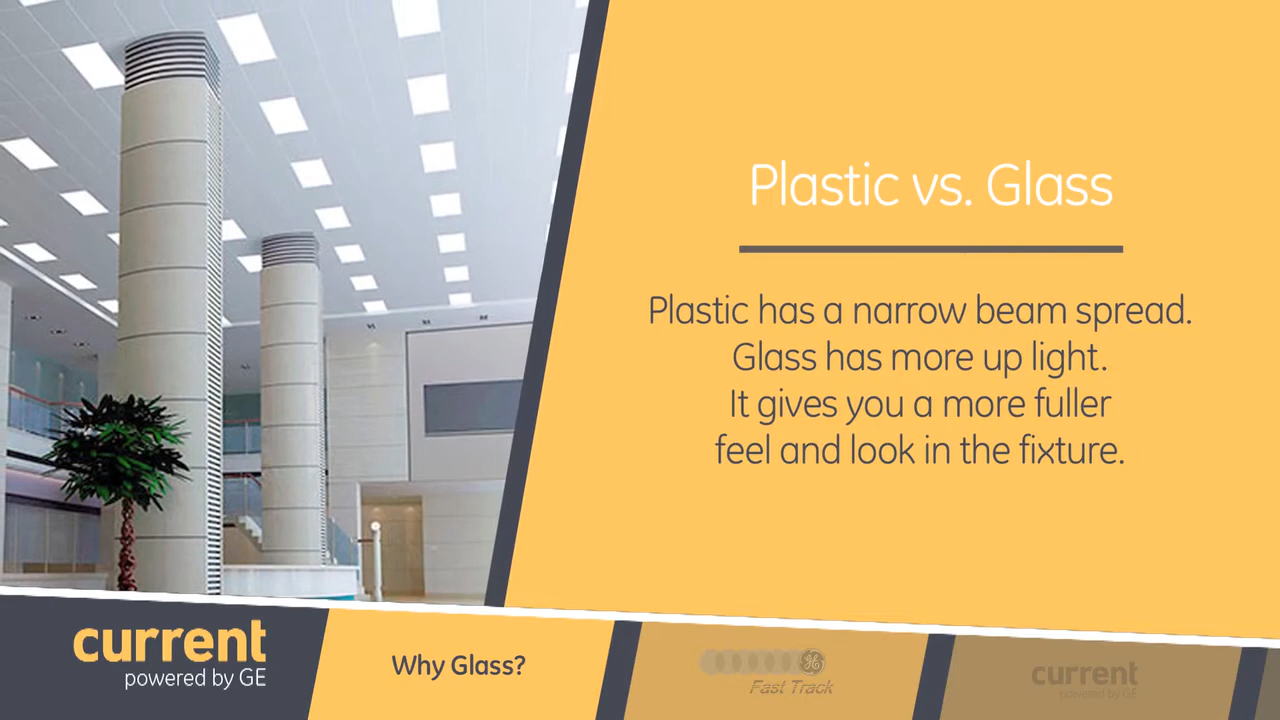 Plastic vs. Glass
Plastic has a narrow beam spread.
Glass has more up light.
It gives you a more fuller
feel and look in the fixture.
current
powered by GE
Why Glass?
GE
Fast Track
current
powered by GE